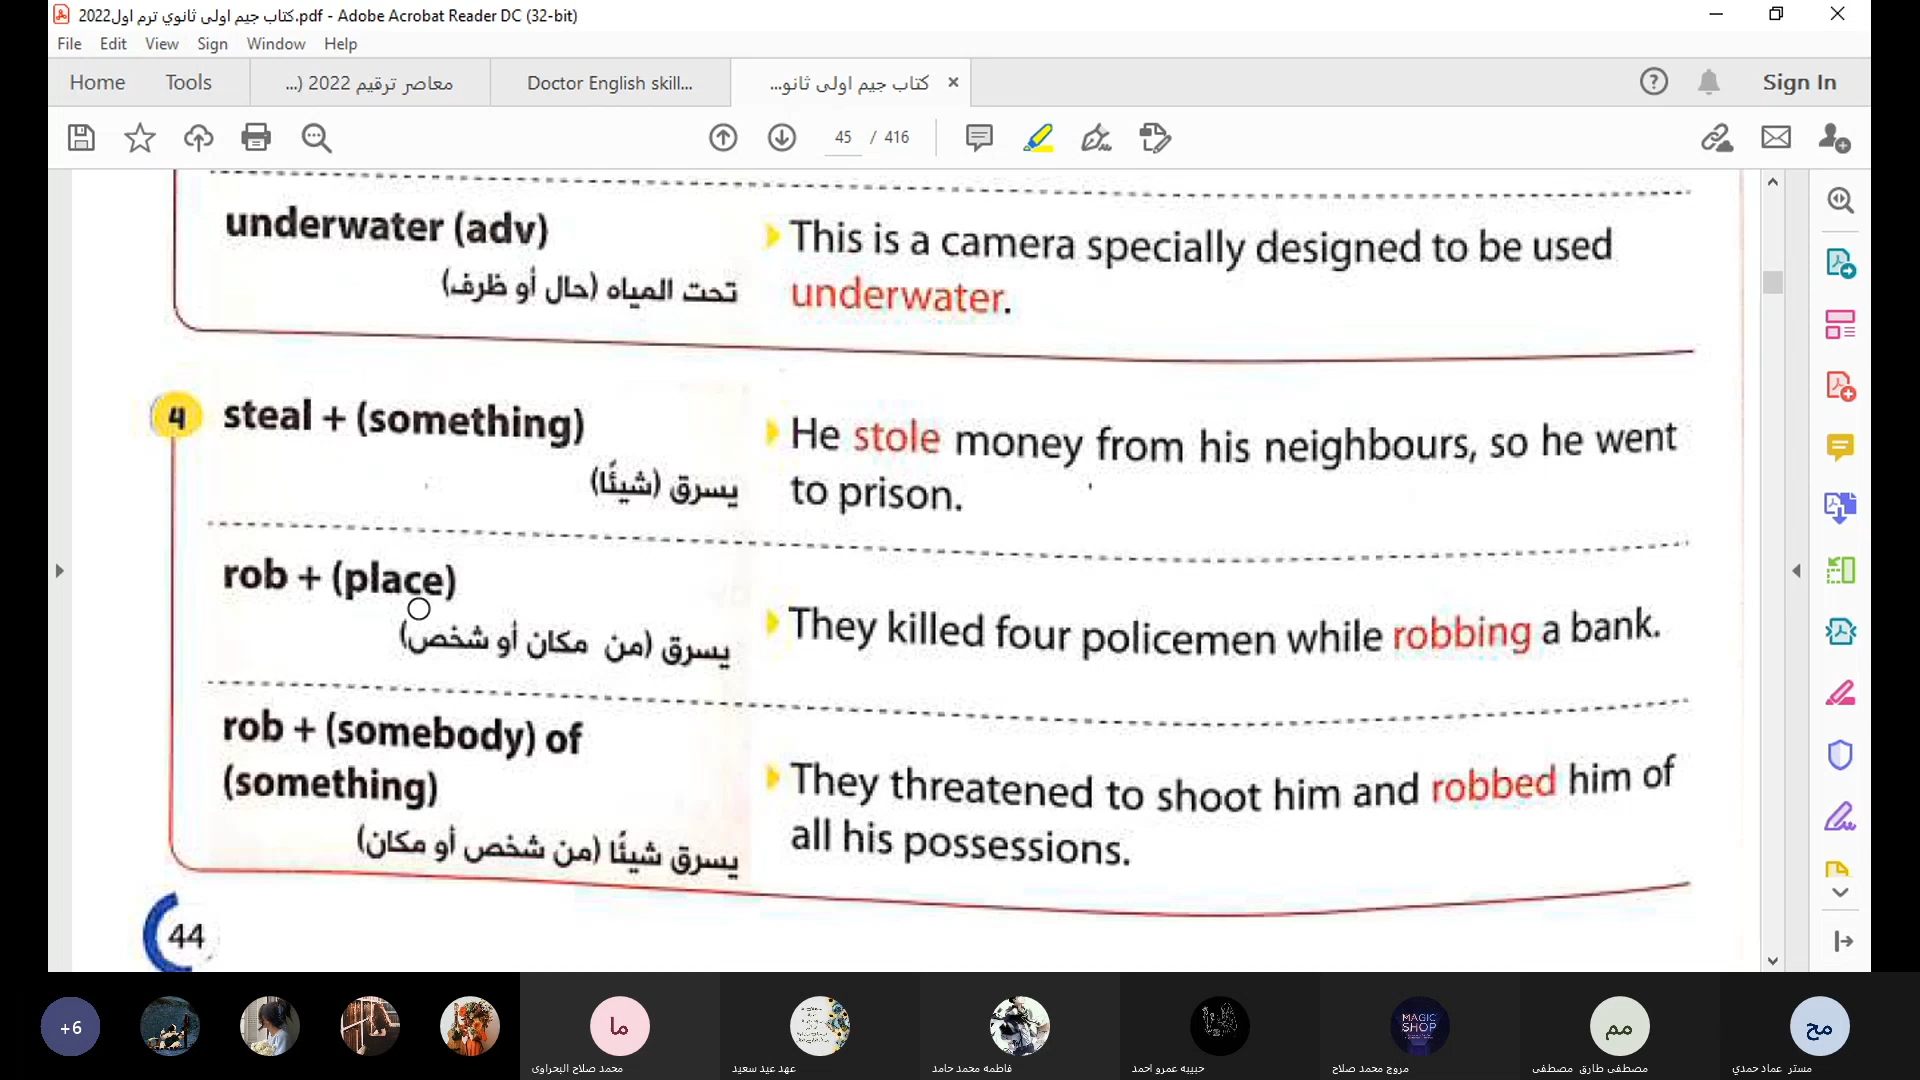 كتاب جيم اولى ثانوي ترم اول2022.pdf - Adobe Acrobat Reader DC (32-bit)
File Edit View Sign Window Help
Home Tools معاصر ترقيم 2022 (... Doctor English skill... كتاب جيم اولى ثانو... Sign In
45 / 416
underwater (adv)
تحت المياه (حال أو ظرف)
This is a camera specially designed to be used
underwater.
4 steal + (something)
يسرق (شيئًا)
He stole money from his neighbours, so he went
to prison.
rob + (place)
يسرق (من مكان أو شخص)
They killed four policemen while robbing a bank.
rob + (somebody) of
(something)
يسرق شيئًا (من شخص أو مكان)
They threatened to shoot him and robbed him of
all his possessions.
44
+6 ما MAGIC SHOP مم مح
محمد صلاح البحراوى عهد عيد سعيد فاطمه محمد حامد حبيبه عمرو احمد مروج محمد صلاح مصطفى طارق مصطفى مستر عماد حمدي